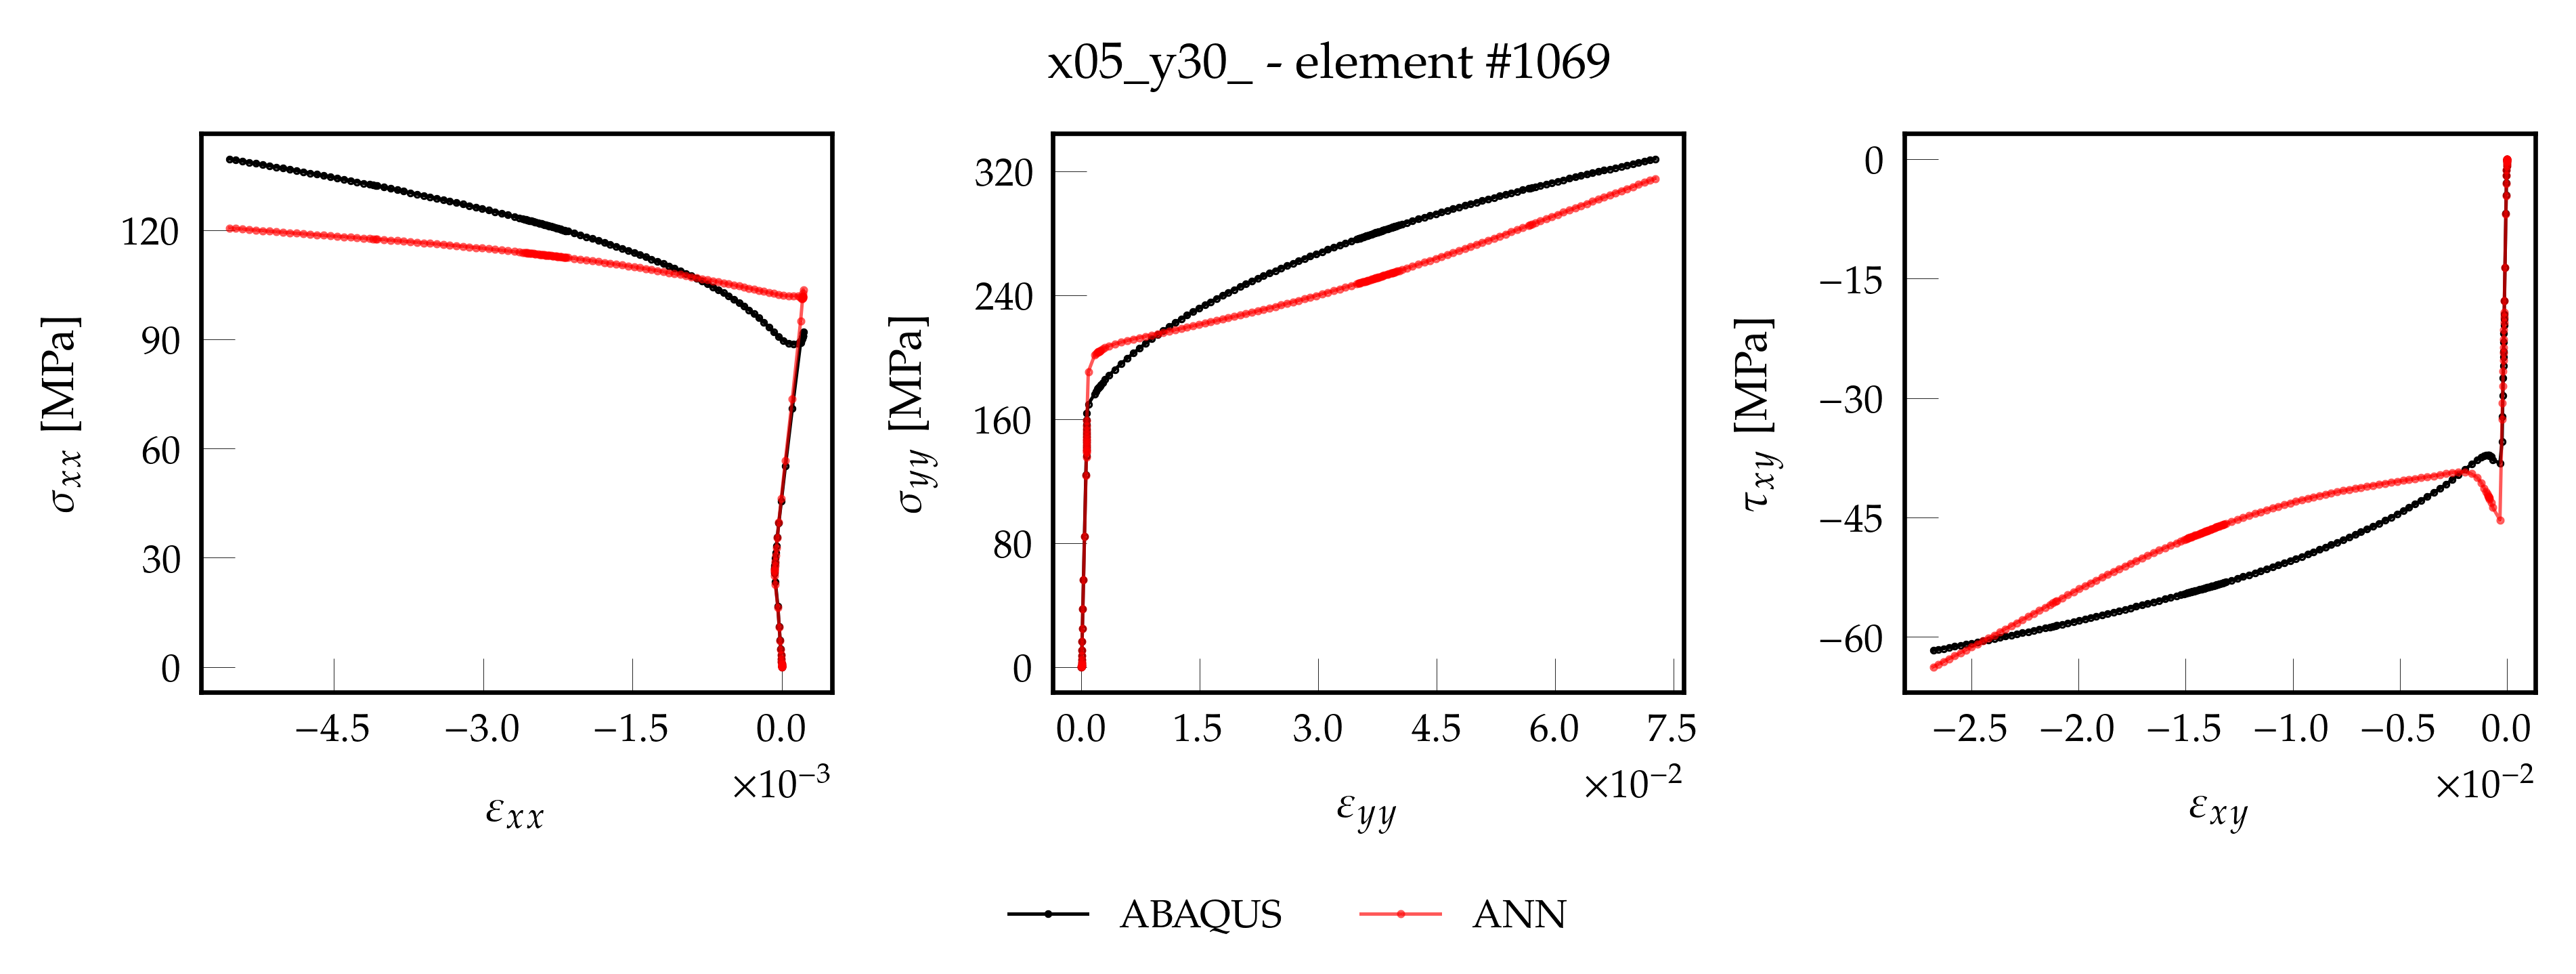 x05_y30_ - element #1069
σxx [MPa]
120
90
60
30
0
−4.5 −3.0 −1.5 0.0
×10−3
εxx
σyy [MPa]
320
240
160
80
0
0.0 1.5 3.0 4.5 6.0 7.5
×10−2
εyy
τxy [MPa]
0
−15
−30
−45
−60
−2.5 −2.0 −1.5 −1.0 −0.5 0.0
×10−2
εxy
ABAQUS ANN